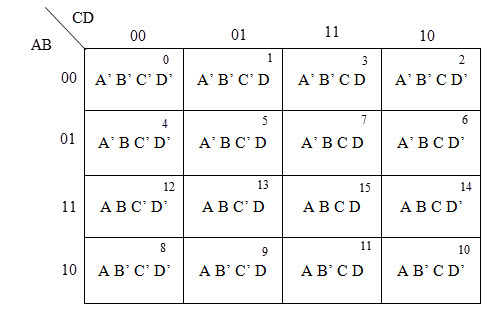 CD
AB
00 01 11 10
0 1 3 2
00 A' B' C' D' A' B' C' D A' B' C D A' B' C D'
4 5 7 6
01 A' B C' D' A' B C' D A' B C D A' B C D'
12 13 15 14
11 A B C' D' A B C' D A B C D A B C D'
8 9 11 10
10 A B' C' D' A B' C' D A B' C D A B' C D'